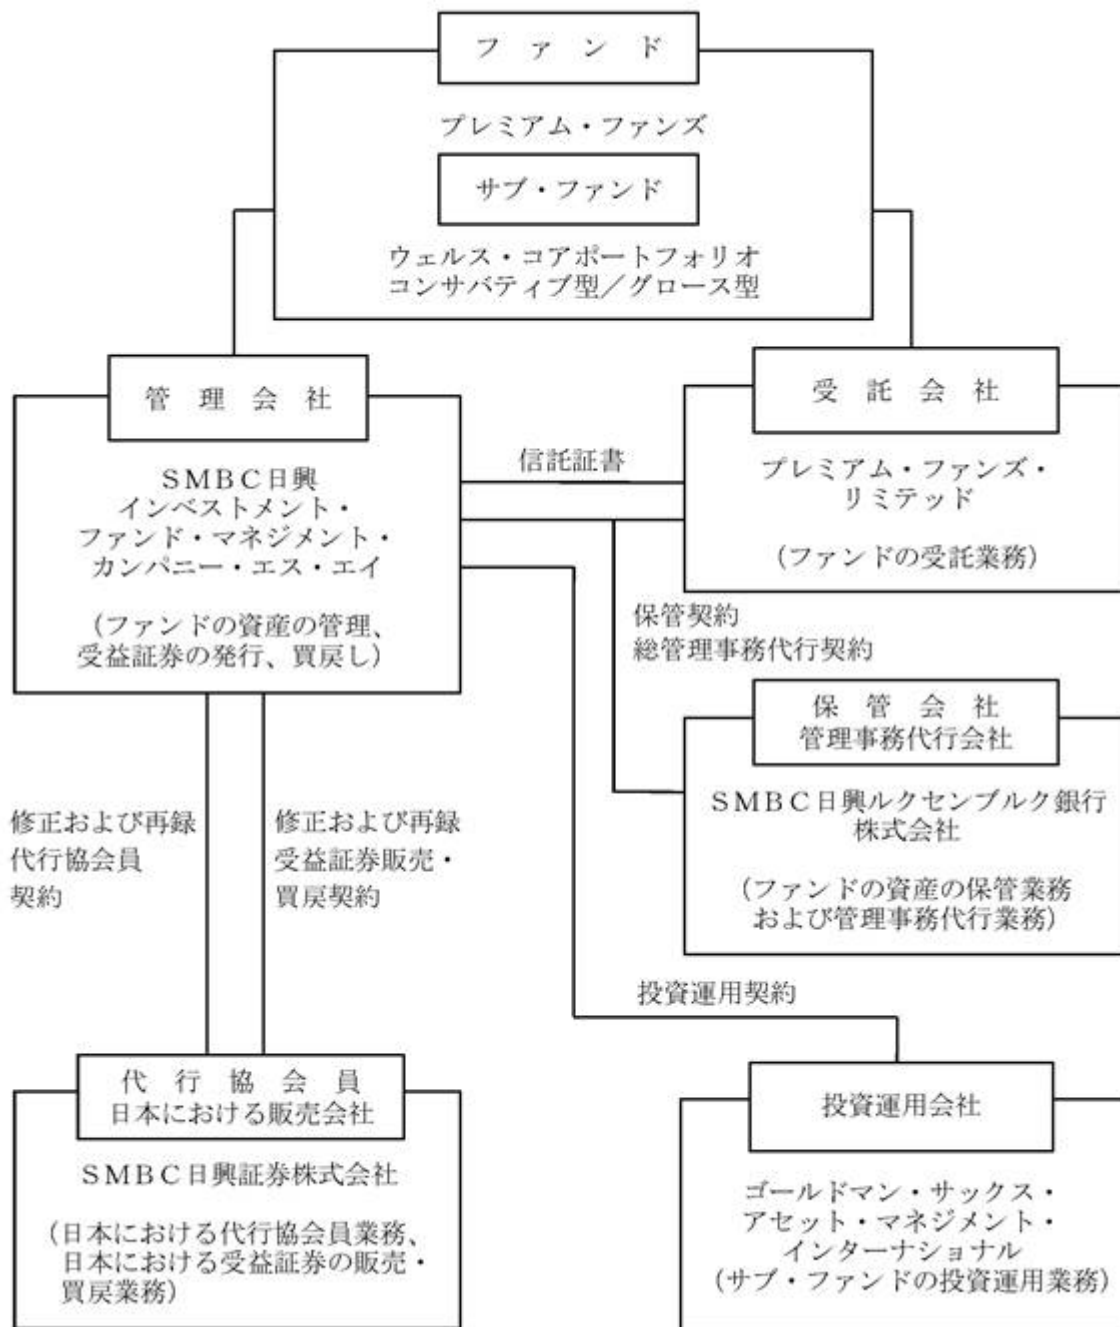 ファンド
プレミアム・ファンズ
サブ・ファンド
ウェルス・コアポートフォリオ
コンサバティブ型／グロース型
管理会社
ＳＭＢＣ日興
インベストメント・
ファンド・マネジメント・
カンパニー・エス・エイ
（ファンドの資産の管理、
受益証券の発行、買戻し）
信託証書
受託会社
プレミアム・ファンズ・
リミテッド
（ファンドの受託業務）
保管契約
総管理事務代行契約
保管会社
管理事務代行会社
ＳＭＢＣ日興ルクセンブルク銀行
株式会社
（ファンドの資産の保管業務
および管理事務代行業務）
修正および再録
代行協会員
契約
修正および再録
受益証券販売・
買戻契約
投資運用契約
代行協会員
日本における販売会社
ＳＭＢＣ日興証券株式会社
（日本における代行協会員業務、
日本における受益証券の販売・
買戻業務）
投資運用会社
ゴールドマン・サックス・
アセット・マネジメント・
インターナショナル
（サブ・ファンドの投資運用業務）